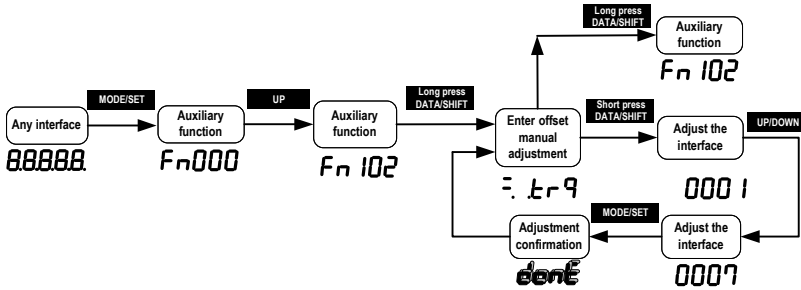 Long press
DATA/SHIFT
Auxiliary
function
Fn 102
MODE/SET
UP
Long press
DATA/SHIFT
Short press
DATA/SHIFT
UP/DOWN
Any interface
8.8.8.8.8.
Auxiliary
function
Fn000
Auxiliary
function
Fn 102
Enter offset
manual
adjustment
.trq
Adjust the
interface
0001
MODE/SET
Adjustment
confirmation
donE
Adjust the
interface
0007